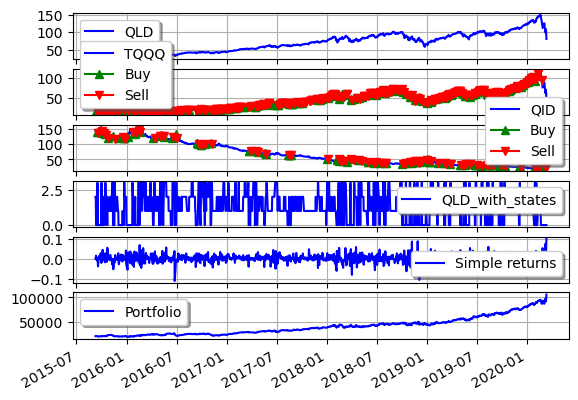 150
100
50
QLD
TQQQ
100
50
Buy
Sell
150
100
50
QID
Buy
Sell
2.5
0.0
QLD_with_states
0.1
0.0
−0.1
Simple returns
100000
50000
Portfolio
2015-07
2016-01
2016-07
2017-01
2017-07
2018-01
2018-07
2019-01
2019-07
2020-01